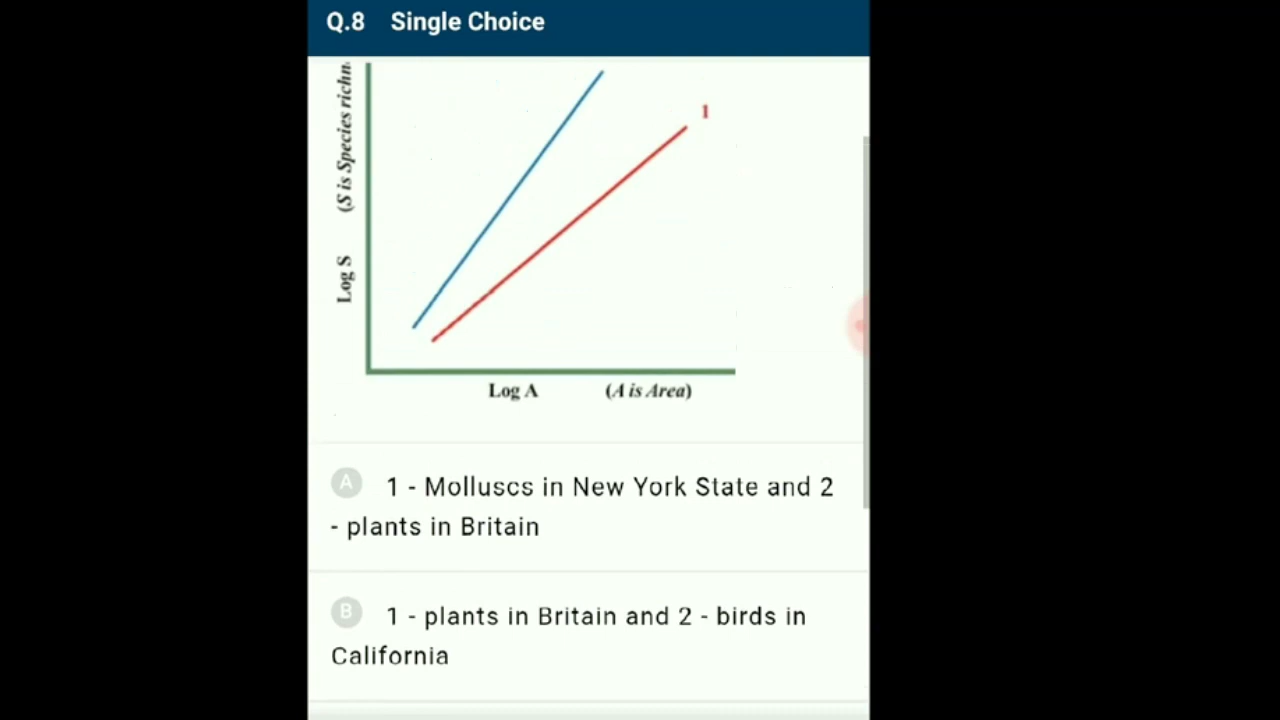 Q.8 Single Choice
(S is Species richn
Log S
1
Log A (A is Area)
A 1 - Molluscs in New York State and 2
- plants in Britain
B 1 - plants in Britain and 2 - birds in
California